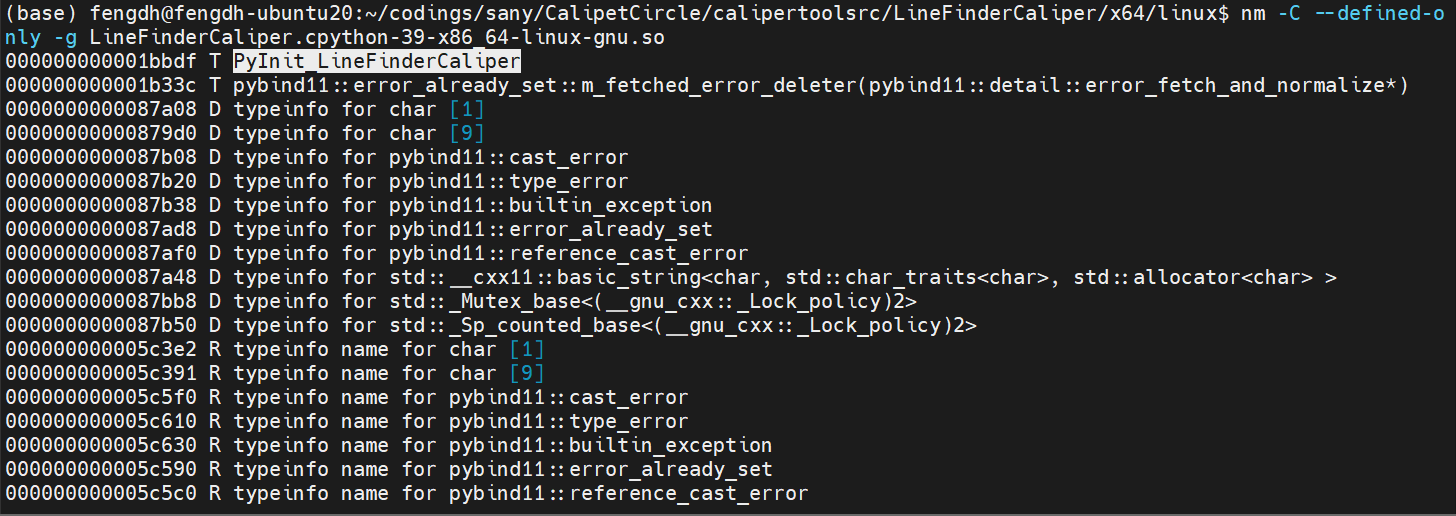 (base) fengdh@fengdh-ubuntu20:~/codings/sany/CalipetCircle/calipertoolsrc/LineFinderCaliper/x64/linux$ nm -C --defined-o
nly -g LineFinderCaliper.cpython-39-x86_64-linux-gnu.so
000000000001bbdf T PyInit_LineFinderCaliper
000000000001b33c T pybind11::error_already_set::m_fetched_error_deleter(pybind11::detail::error_fetch_and_normalize*)
0000000000087a08 D typeinfo for char [1]
00000000000879d0 D typeinfo for char [9]
0000000000087b08 D typeinfo for pybind11::cast_error
0000000000087b20 D typeinfo for pybind11::type_error
0000000000087b38 D typeinfo for pybind11::builtin_exception
0000000000087ad8 D typeinfo for pybind11::error_already_set
0000000000087af0 D typeinfo for pybind11::reference_cast_error
0000000000087a48 D typeinfo for std::__cxx11::basic_string<char, std::char_traits<char>, std::allocator<char> >
0000000000087bb8 D typeinfo for std::_Mutex_base<(__gnu_cxx::_Lock_policy)2>
0000000000087b50 D typeinfo for std::_Sp_counted_base<(__gnu_cxx::_Lock_policy)2>
000000000005c3e2 R typeinfo name for char [1]
000000000005c391 R typeinfo name for char [9]
000000000005c5f0 R typeinfo name for pybind11::cast_error
000000000005c610 R typeinfo name for pybind11::type_error
000000000005c630 R typeinfo name for pybind11::builtin_exception
000000000005c590 R typeinfo name for pybind11::error_already_set
000000000005c5c0 R typeinfo name for pybind11::reference_cast_error